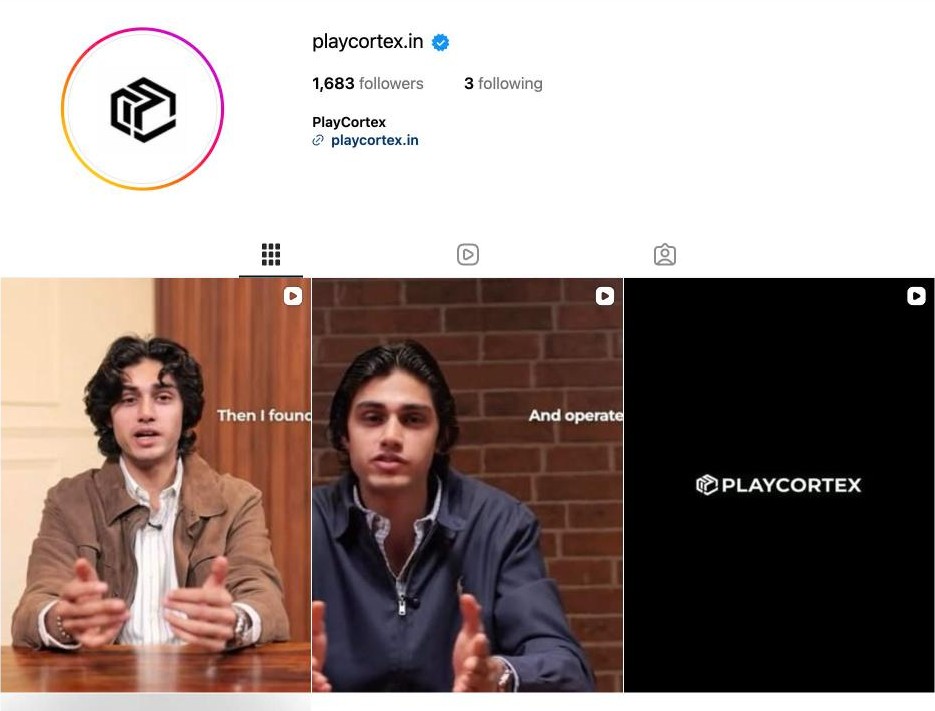 playcortex.in
1,683 followers 3 following
PlayCortex
playcortex.in
Then I found
And operate
PLAYCORTEX